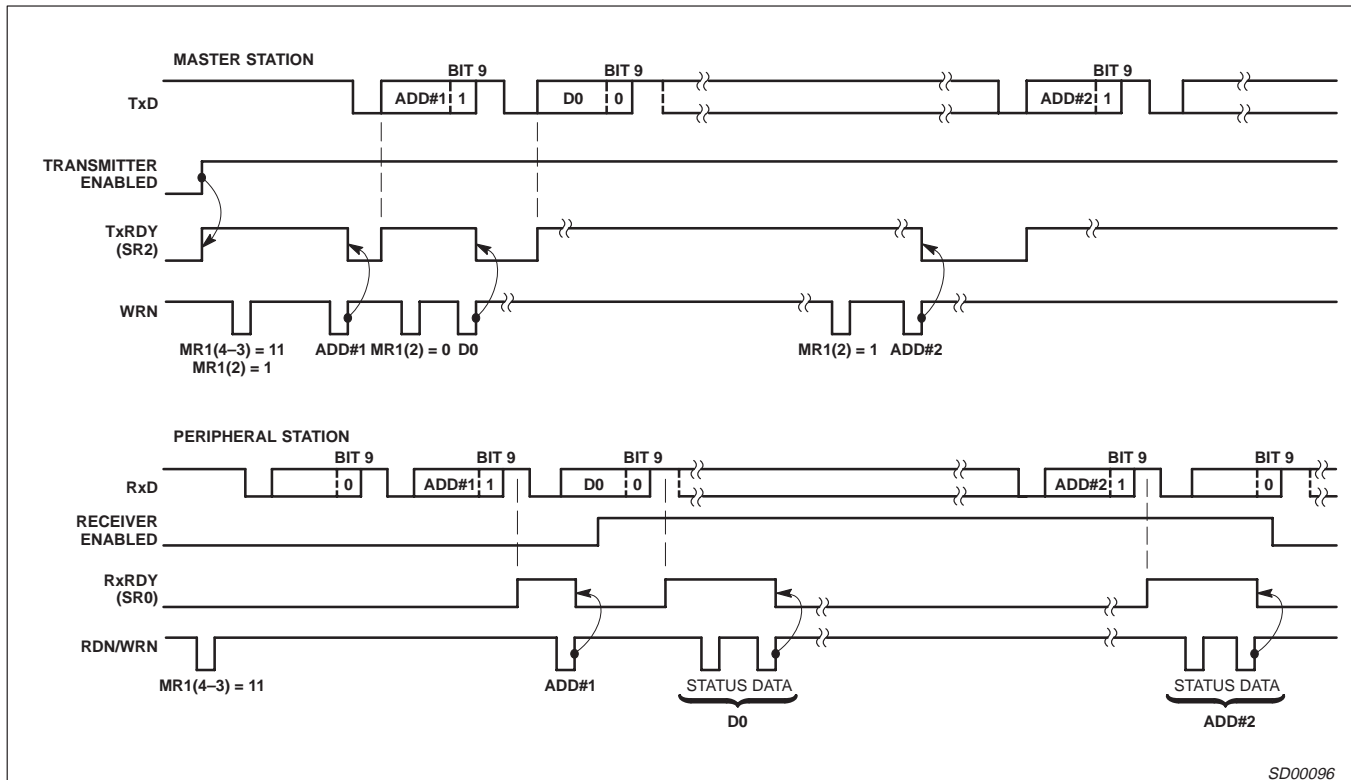 MASTER STATION
BIT 9 BIT 9 BIT 9
TxD ADD#1 1 D0 0 ADD#2 1
TRANSMITTER
ENABLED
TxRDY
(SR2)
WRN
MR1(4–3) = 11 ADD#1 MR1(2) = 0 D0 MR1(2) = 1 ADD#2
MR1(2) = 1
PERIPHERAL STATION
BIT 9 BIT 9 BIT 9 BIT 9 BIT 9
RxD 0 ADD#1 1 D0 0 ADD#2 1 0
RECEIVER
ENABLED
RxRDY
(SR0)
RDN/WRN
MR1(4–3) = 11 ADD#1 STATUS DATA STATUS DATA
D0 ADD#2
SD00096